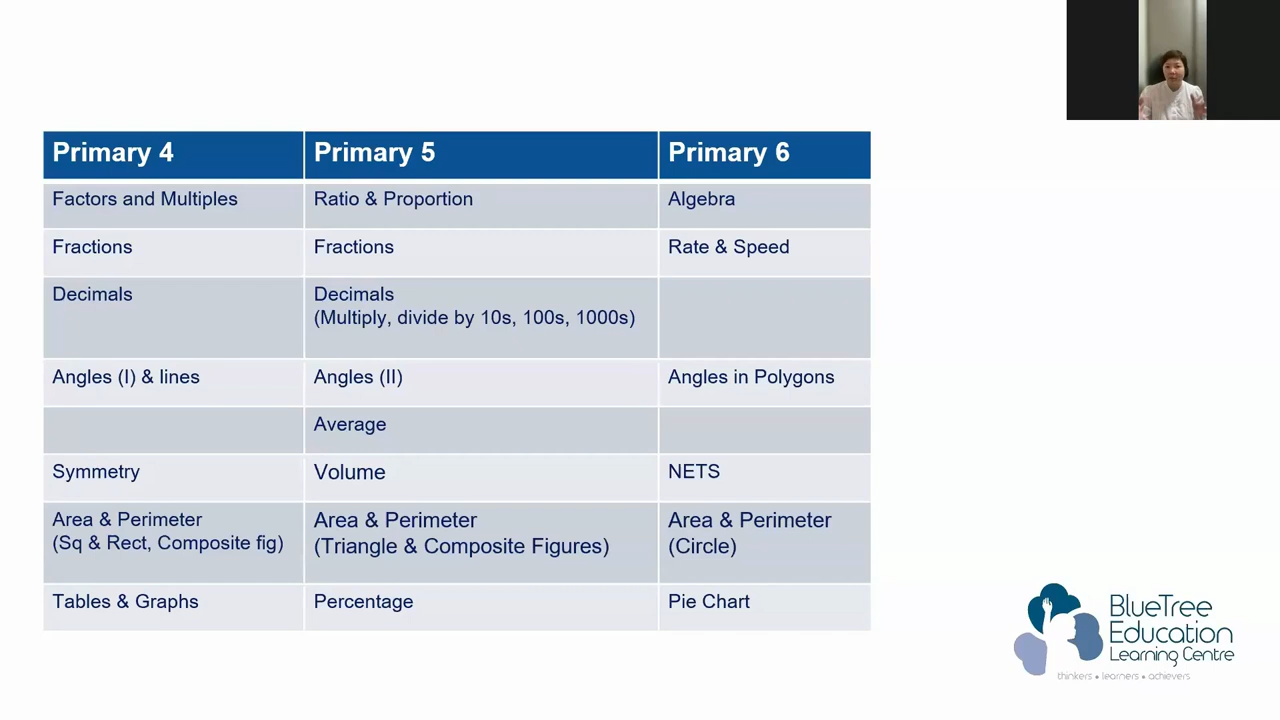 Primary 4 Primary 5 Primary 6
Factors and Multiples Ratio & Proportion Algebra
Fractions Fractions Rate & Speed
Decimals Decimals
(Multiply, divide by 10s, 100s, 1000s)
Angles (I) & lines Angles (II) Angles in Polygons
Average
Symmetry Volume NETS
Area & Perimeter Area & Perimeter Area & Perimeter
(Sq & Rect, Composite fig) (Triangle & Composite Figures) (Circle)
Tables & Graphs Percentage Pie Chart
BlueTree
Education
Learning Centre
thinkers • learners • achievers